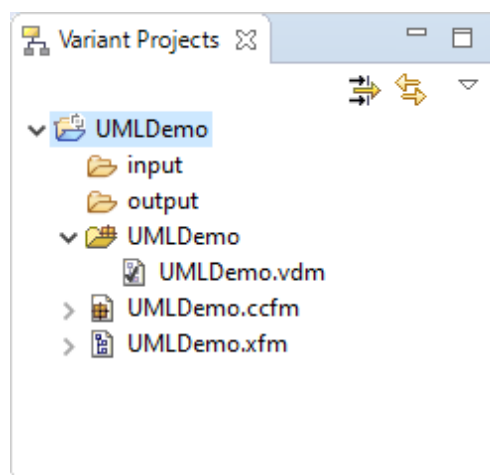 Variant Projects
UMLDemo
input
output
UMLDemo
UMLDemo.vdm
UMLDemo.ccfm
UMLDemo.xfm